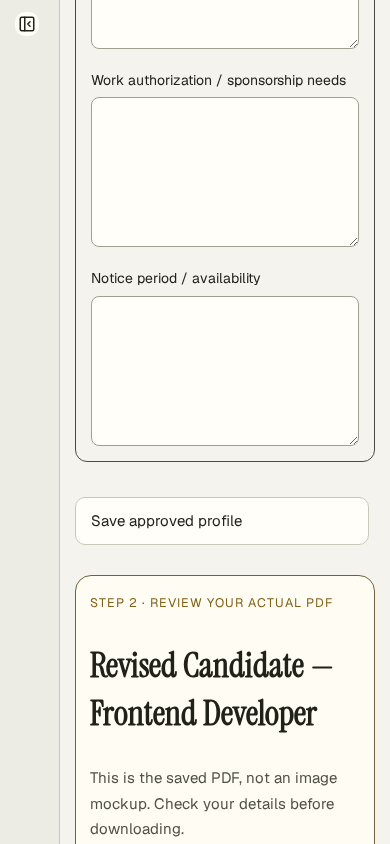 Work authorization / sponsorship needs
Notice period / availability
Save approved profile
STEP 2 · REVIEW YOUR ACTUAL PDF
Revised Candidate —
Frontend Developer
This is the saved PDF, not an image
mockup. Check your details before
downloading.